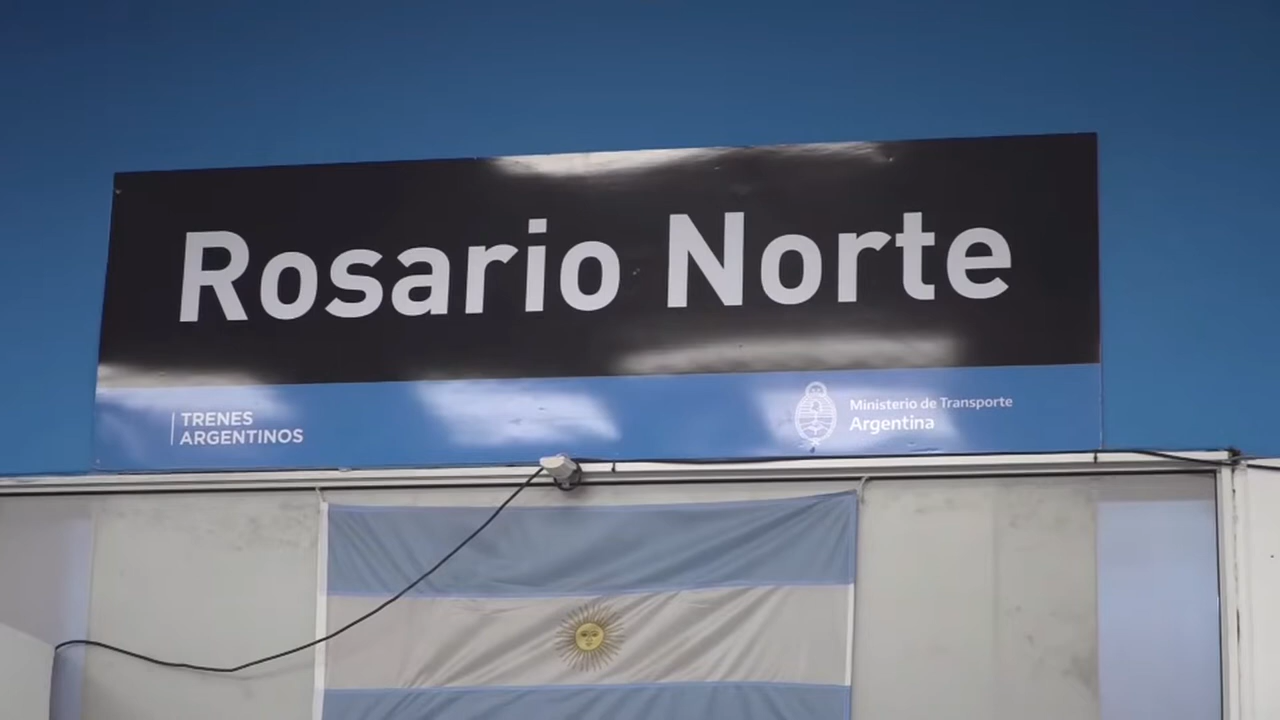 Rosario Norte
TRENES
ARGENTINOS
Ministerio de Transporte
Argentina